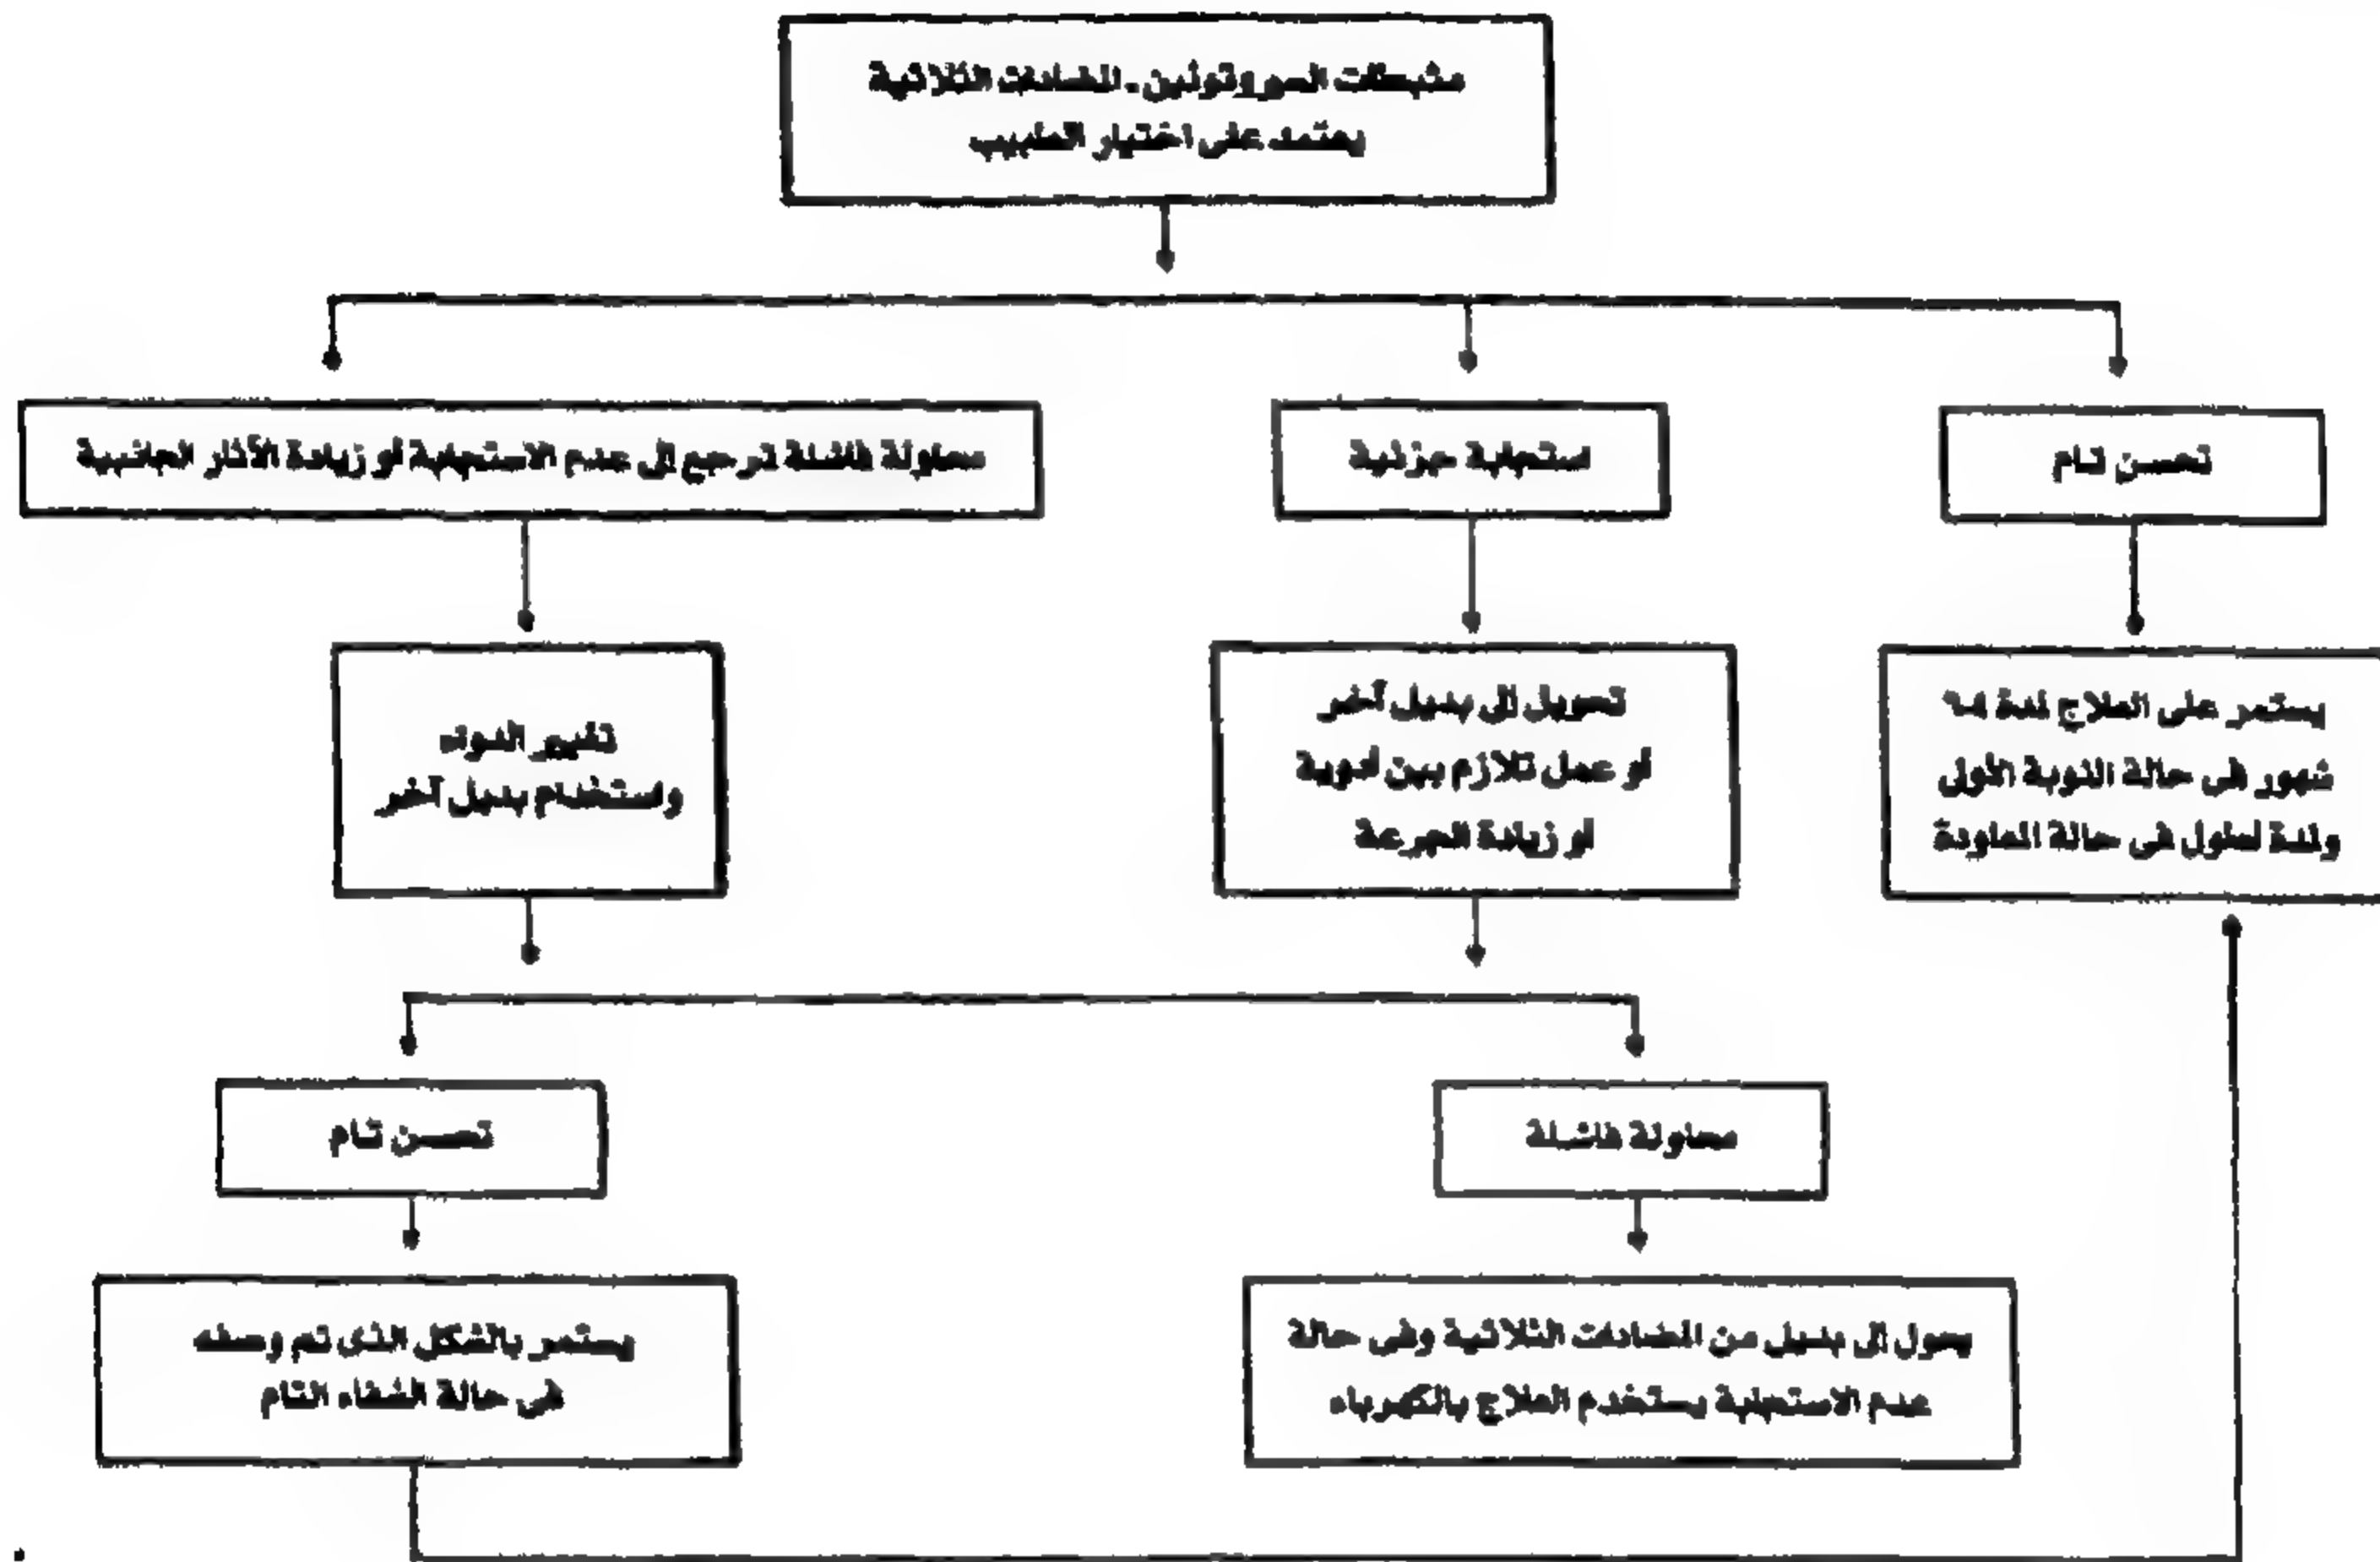 مثبطات السيروتونين. المضادات الثلاثية
يعتمد على اختيار الطبيب
تحسن تام
استجابة جزئية
محاولة فاشلة ترجع إلى عدم الاستجابة أو زيادة الآثار الجانبية
يستمر على العلاج لمدة
شهور فى حالة النوبة الأولى
ولمدة أطول فى حالة المعاودة
تحويل إلى بديل آخر
أو عمل تلازم بين أدوية
أو زيادة الجرعة
تغيير الدواء
واستخدام بديل آخر
محاولة فاشلة
تحسن تام
يحول إلى بديل من المضادات الثلاثية وفى حالة
عدم الاستجابة يستخدم العلاج بالكهرباء
يستمر بالشكل الذى تم وصفه
فى حالة الشفاء التام